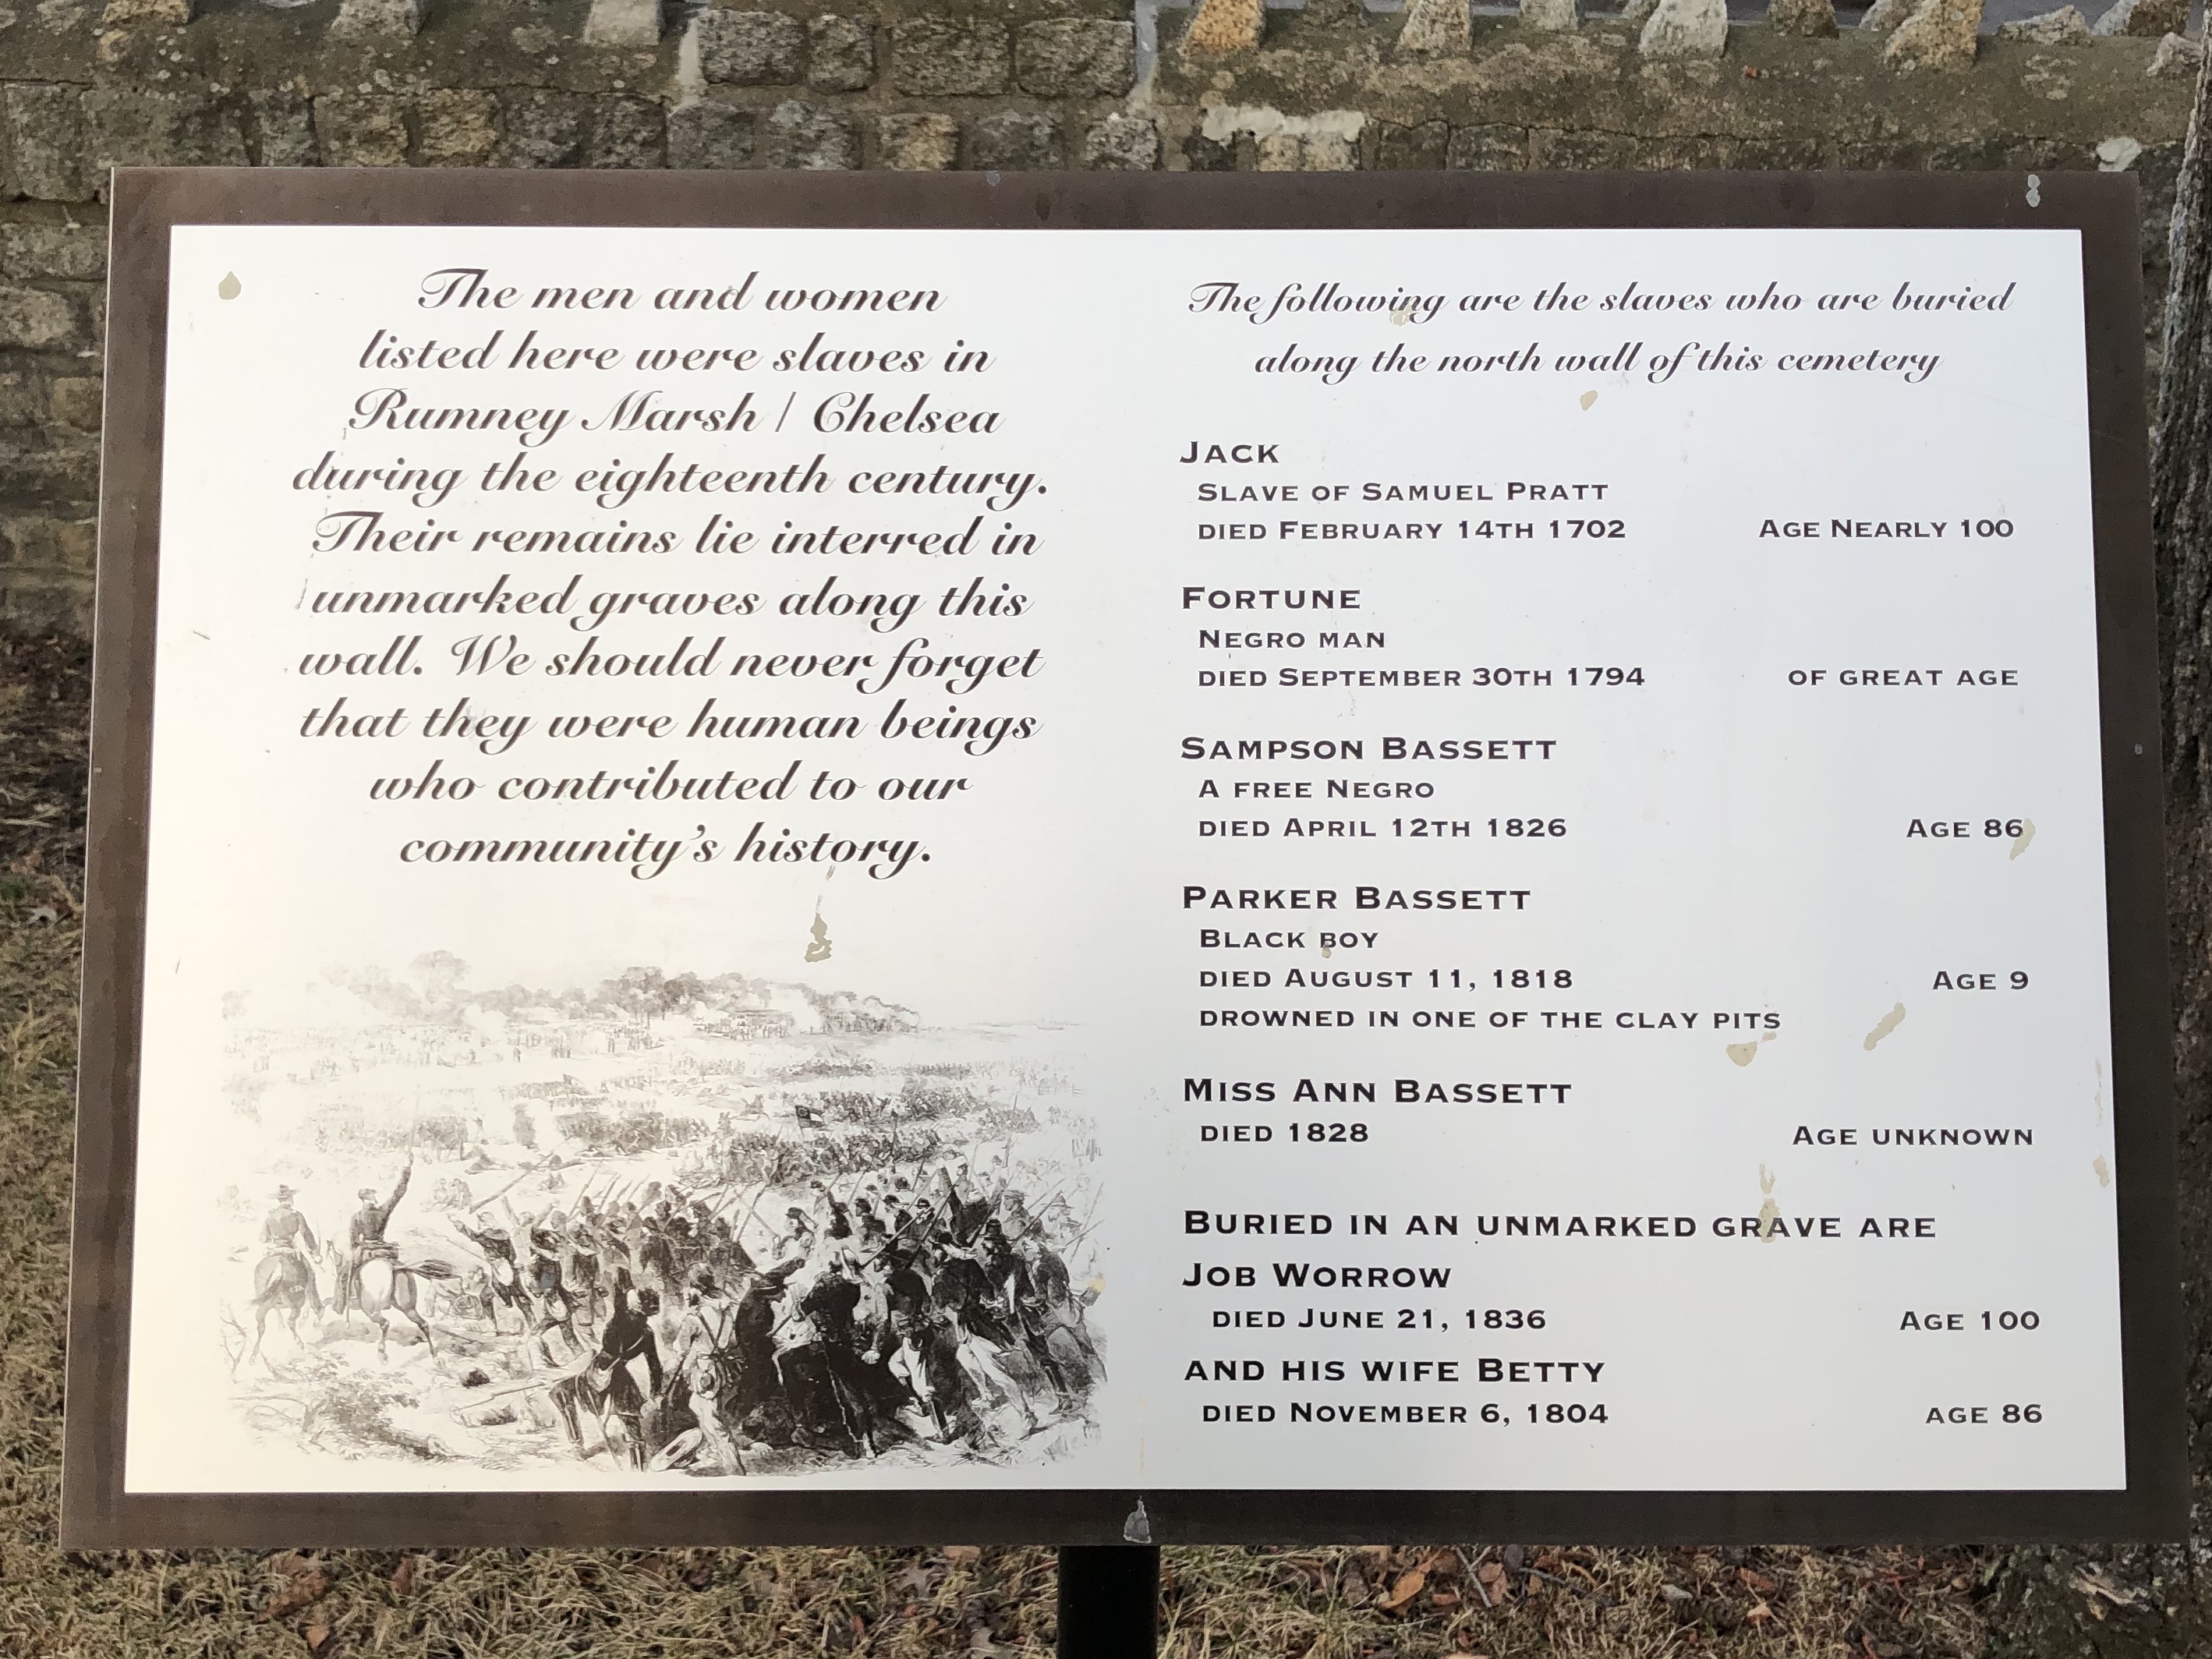 The men and women
listed here were slaves in
Rumney Marsh / Chelsea
during the eighteenth century.
Their remains lie interred in
unmarked graves along this
wall. We should never forget
that they were human beings
who contributed to our
community's history.
The following are the slaves who are buried
along the north wall of this cemetery
JACK
SLAVE OF SAMUEL PRATT
DIED FEBRUARY 14TH 1702 AGE NEARLY 100
FORTUNE
NEGRO MAN
DIED SEPTEMBER 30TH 1794 OF GREAT AGE
SAMPSON BASSETT
A FREE NEGRO
DIED APRIL 12TH 1826 AGE 86
PARKER BASSETT
BLACK BOY
DIED AUGUST 11, 1818 AGE 9
DROWNED IN ONE OF THE CLAY PITS
MISS ANN BASSETT
DIED 1828 AGE UNKNOWN
BURIED IN AN UNMARKED GRAVE ARE
JOB WORROW
DIED JUNE 21, 1836 AGE 100
AND HIS WIFE BETTY
DIED NOVEMBER 6, 1804 AGE 86